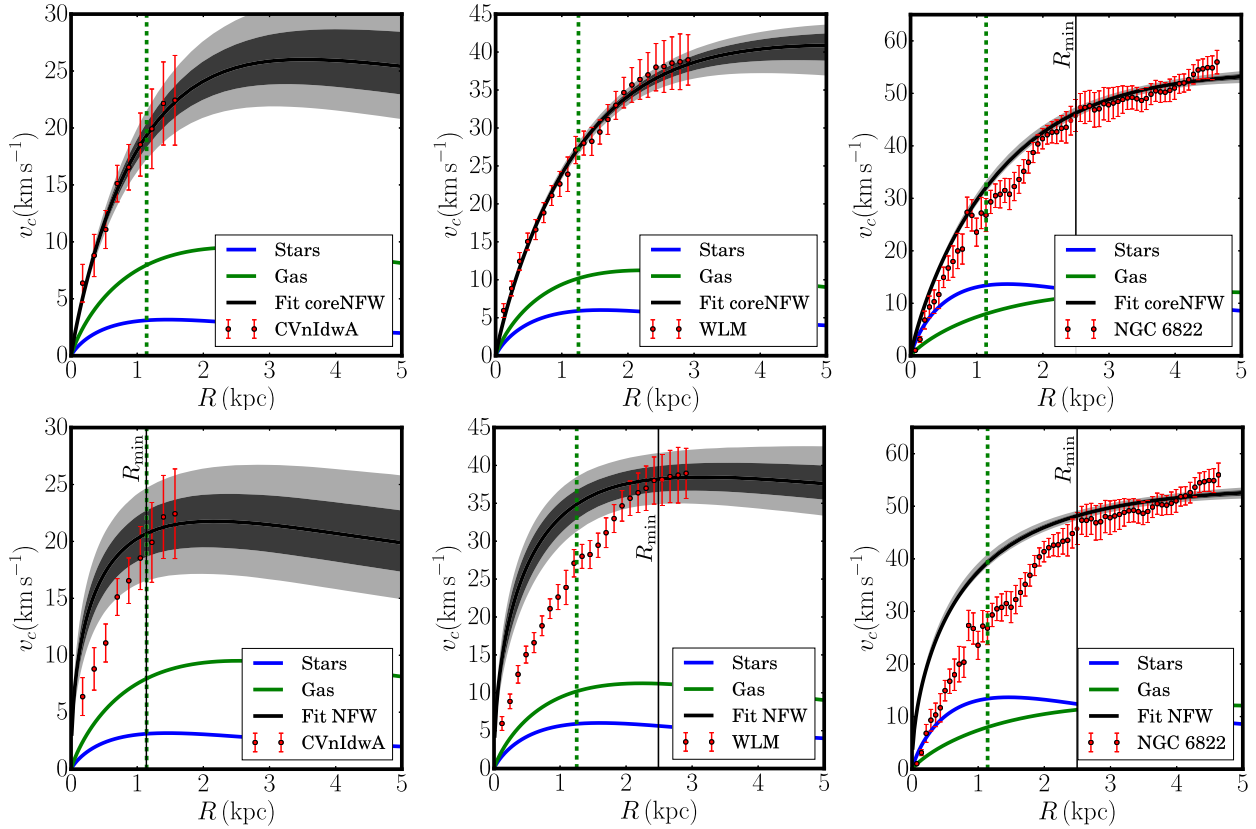 30
25
20
15
10
5
0
v_c(km s⁻¹)
Stars
Gas
Fit coreNFW
CVnIdwA
0 1 2 3 4 5
R (kpc)
45
40
35
30
25
20
15
10
5
0
v_c(km s⁻¹)
Stars
Gas
Fit coreNFW
WLM
0 1 2 3 4 5
R (kpc)
60
50
40
30
20
10
0
v_c(km s⁻¹)
R_min
Stars
Gas
Fit coreNFW
NGC 6822
0 1 2 3 4 5
R (kpc)
30
25
20
15
10
5
0
v_c(km s⁻¹)
R_min
Stars
Gas
Fit NFW
CVnIdwA
0 1 2 3 4 5
R (kpc)
45
40
35
30
25
20
15
10
5
0
v_c(km s⁻¹)
R_min
Stars
Gas
Fit NFW
WLM
0 1 2 3 4 5
R (kpc)
60
50
40
30
20
10
0
v_c(km s⁻¹)
R_min
Stars
Gas
Fit NFW
NGC 6822
0 1 2 3 4 5
R (kpc)